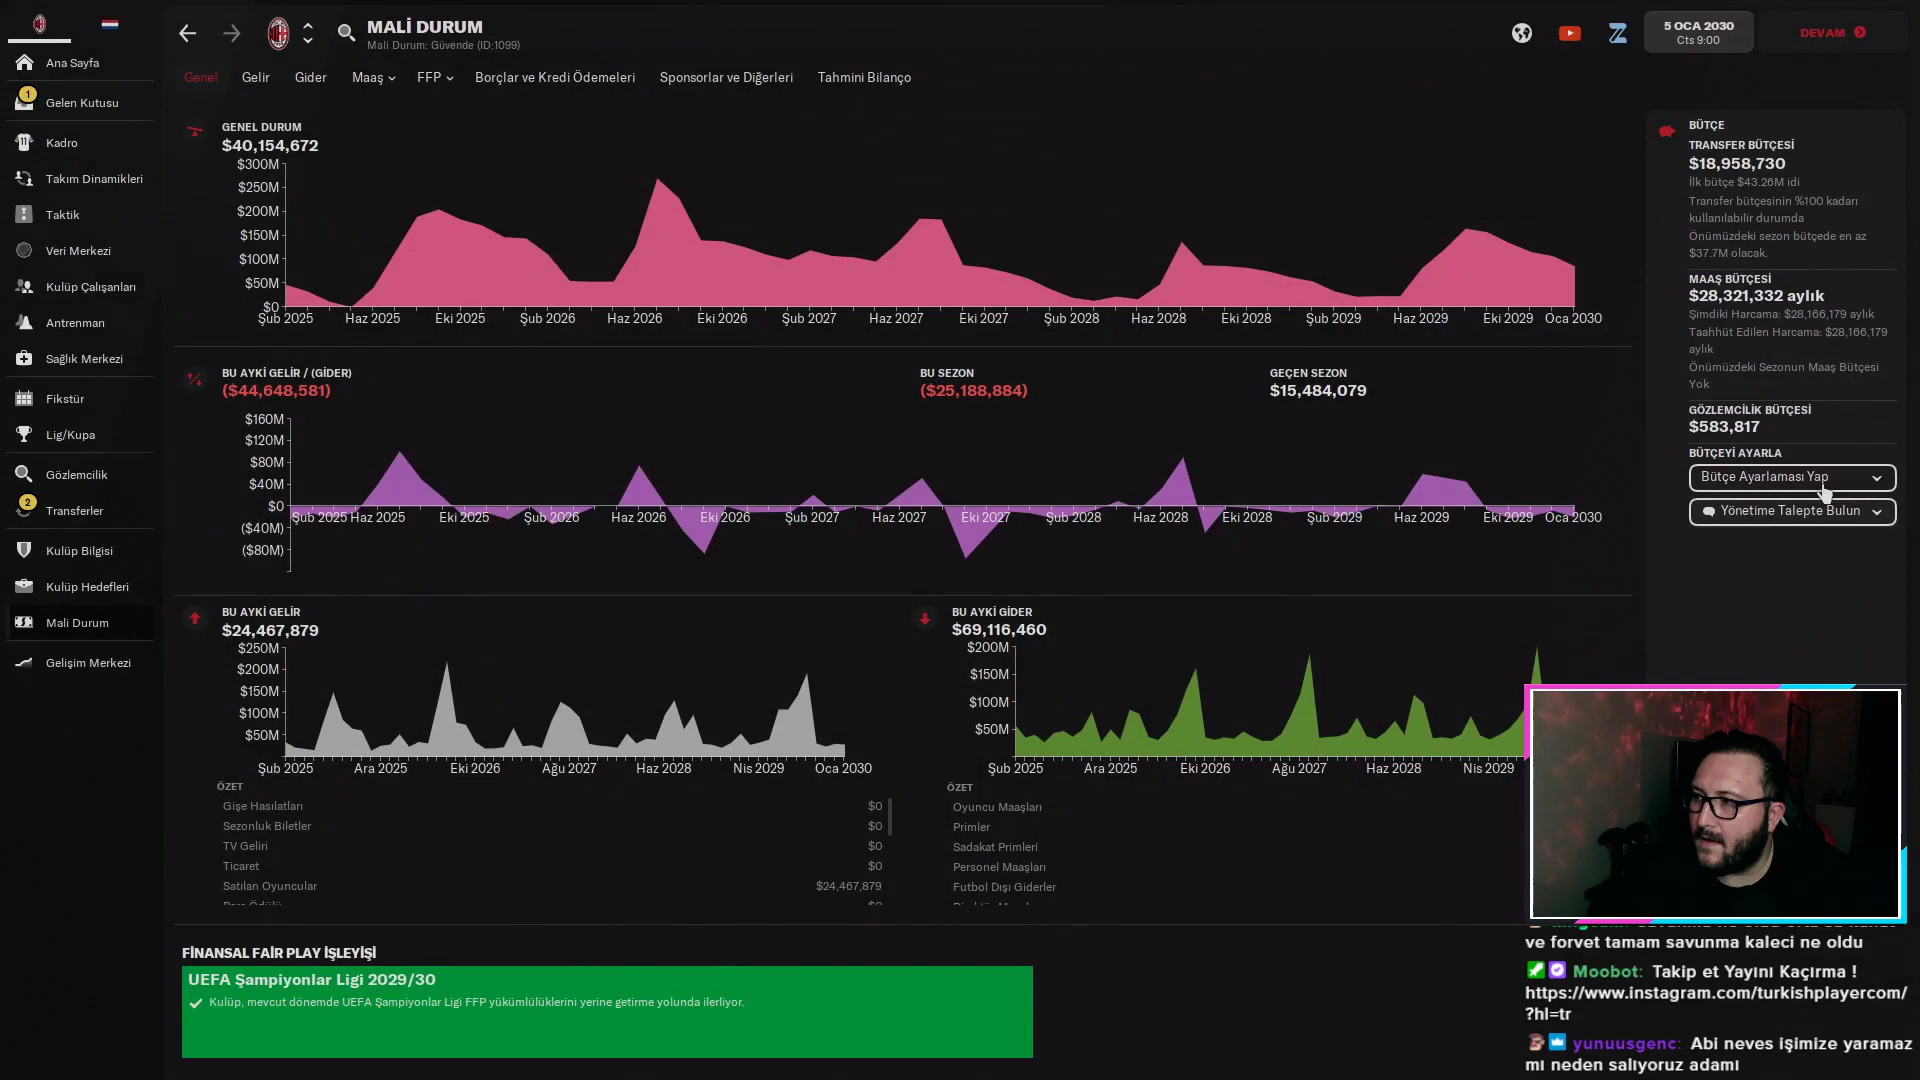 MALİ DURUM
Mali Durum: Güvende (ID:1099)
5 OCA 2030
Cts 9:00
DEVAM
Ana Sayfa
1
Gelen Kutusu
11
Kadro
Takım Dinamikleri
Taktik
Veri Merkezi
Kulüp Çalışanları
Antrenman
Sağlık Merkezi
Fikstür
Lig/Kupa
Gözlemcilik
2
Transferler
Kulüp Bilgisi
Kulüp Hedefleri
Mali Durum
Gelişim Merkezi
Genel Gelir Gider Maaş FFP Borçlar ve Kredi Ödemeleri Sponsorlar ve Diğerleri Tahmini Bilanço
GENEL DURUM
$40,154,672
$300M
$250M
$200M
$150M
$100M
$50M
$0
Şub 2025 Haz 2025 Eki 2025 Şub 2026 Haz 2026 Eki 2026 Şub 2027 Haz 2027 Eki 2027 Şub 2028 Haz 2028 Eki 2028 Şub 2029 Haz 2029 Eki 2029 Oca 2030
BU AYKİ GELİR / (GİDER)
($44,648,581)
BU SEZON
($25,188,884)
GEÇEN SEZON
$15,484,079
$160M
$120M
$80M
$40M
$0
($40M)
($80M)
Şub 2025 Haz 2025 Eki 2025 Şub 2026 Haz 2026 Eki 2026 Şub 2027 Haz 2027 Eki 2027 Şub 2028 Haz 2028 Eki 2028 Şub 2029 Haz 2029 Eki 2029 Oca 2030
BU AYKİ GELİR
$24,467,879
$250M
$200M
$150M
$100M
$50M
Şub 2025 Ara 2025 Eki 2026 Ağu 2027 Haz 2028 Nis 2029 Oca 2030
ÖZET
Gişe Hasılatları $0
Sezonluk Biletler $0
TV Geliri $0
Ticaret $0
Satılan Oyuncular $24,467,879
BU AYKİ GİDER
$69,116,460
$200M
$150M
$100M
$50M
Şub 2025 Ara 2025 Eki 2026 Ağu 2027 Haz 2028 Nis 2029
ÖZET
Oyuncu Maaşları
Primler
Sadakat Primleri
Personel Maaşları
Futbol Dışı Giderler
BÜTÇE
TRANSFER BÜTÇESİ
$18,958,730
İlk bütçe $43.26M idi
Transfer bütçesinin %100 kadarı
kullanılabilir durumda
Önümüzdeki sezon bütçede en az
$37.7M olacak.
MAAŞ BÜTÇESİ
$28,321,332 aylık
Şimdiki Harcama: $28,166,179 aylık
Taahhüt Edilen Harcama: $28,166,179
aylık
Önümüzdeki Sezonun Maaş Bütçesi
Yok
GÖZLEMCİLİK BÜTÇESİ
$583,817
BÜTÇEYİ AYARLA
Bütçe Ayarlaması Yap
Yönetime Talepte Bulun
FİNANSAL FAİR PLAY İŞLEYİŞİ
UEFA Şampiyonlar Ligi 2029/30
Kulüp, mevcut dönemde UEFA Şampiyonlar Ligi FFP yükümlülüklerini yerine getirme yolunda ilerliyor.
ve forvet tamam savunma kaleci ne oldu
Moobot: Takip et Yayını Kaçırma !
https://www.instagram.com/turkishplayercom/
?hl=tr
yunuusgenc: Abi neves işimize yaramaz
mı neden salıyoruz adamı